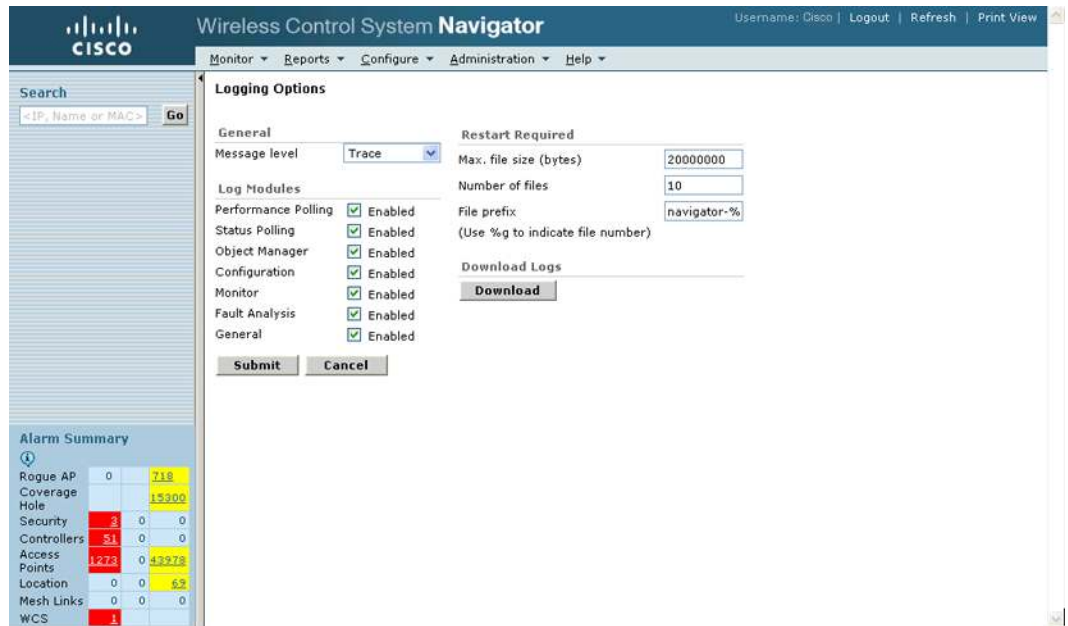 CISCO
Wireless Control System Navigator
Username: Cisco | Logout | Refresh | Print View
Monitor Reports Configure Administration Help
Search
<IP, Name or MAC> Go
Logging Options
General
Message level Trace
Log Modules
Performance Polling Enabled
Status Polling Enabled
Object Manager Enabled
Configuration Enabled
Monitor Enabled
Fault Analysis Enabled
General Enabled
Submit Cancel
Restart Required
Max. file size (bytes) 20000000
Number of files 10
File prefix navigator-%
(Use %g to indicate file number)
Download Logs
Download
Alarm Summary
Rogue AP 0 718
Coverage
Hole 15300
Security 3 0 0
Controllers 51 0 0
Access
Points 1273 0 43978
Location 0 0 69
Mesh Links 0 0 0
WCS 1